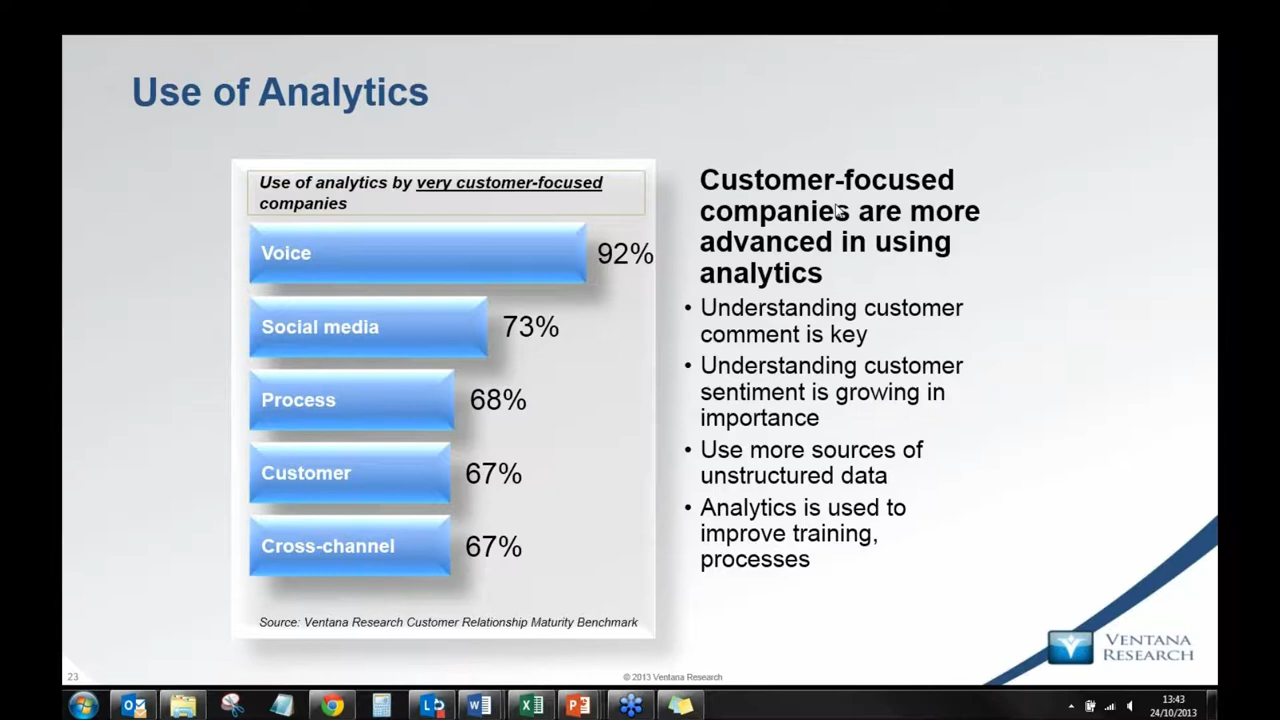 Use of Analytics
Use of analytics by very customer-focused
companies
Voice
92%
Social media
73%
Process
68%
Customer
67%
Cross-channel
67%
Source: Ventana Research Customer Relationship Maturity Benchmark
Customer-focused
companies are more
advanced in using
analytics
• Understanding customer
comment is key
• Understanding customer
sentiment is growing in
importance
• Use more sources of
unstructured data
• Analytics is used to
improve training,
processes
VENTANA
RESEARCH
23
© 2013 Ventana Research
13:43
24/10/2013